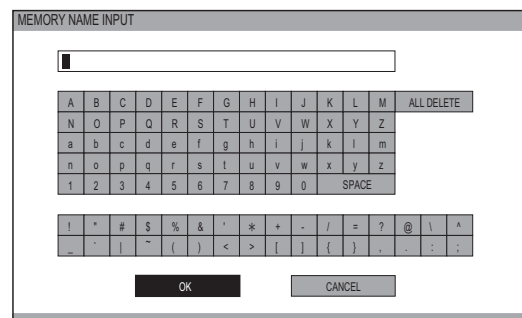 MEMORY NAME INPUT
A B C D E F G H I J K L M ALL DELETE
N O P Q R S T U V W X Y Z
a b c d e f g h i j k l m
n o p q r s t u v w x y z
1 2 3 4 5 6 7 8 9 0 SPACE
! " # $ % & ' * + - / = ? @ \ ^
_ ` | ~ ( ) < > [ ] { } , . : ;
OK CANCEL